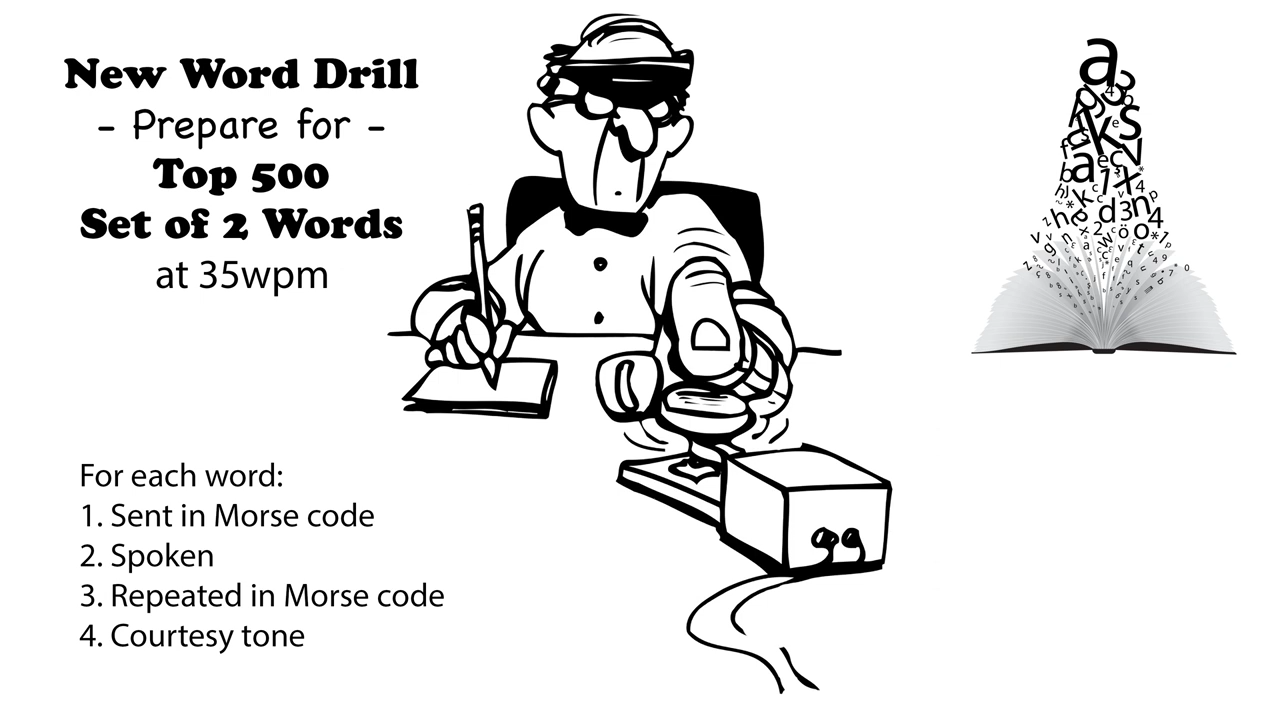 New Word Drill
- Prepare for -
Top 500
Set of 2 Words
at 35wpm
For each word:
1. Sent in Morse code
2. Spoken
3. Repeated in Morse code
4. Courtesy tone